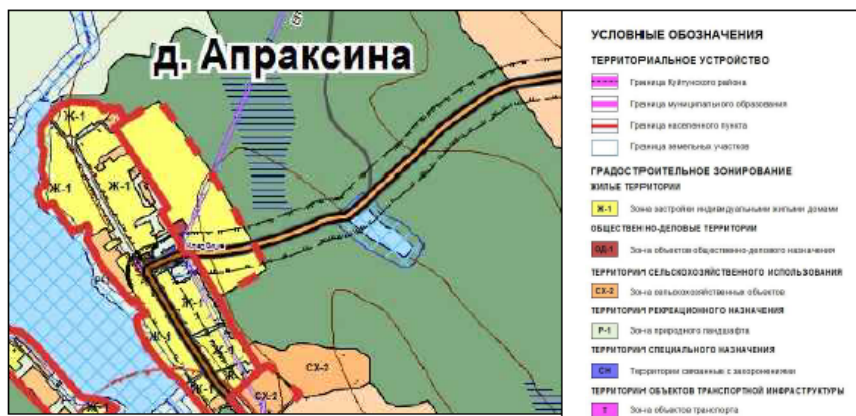 д. Апраксина
Ж-1
Ж-1
Ж-1
Ж-1
Ж-1
Ж-1
Ж-1
СХ-2
СХ-2
Ж-1
УСЛОВНЫЕ ОБОЗНАЧЕНИЯ
ТЕРРИТОРИАЛЬНОЕ УСТРОЙСТВО
Граница Куйтунского района
Граница муниципального образования
Граница населенного пункта
Граница земельных участков
ГРАДОСТРОИТЕЛЬНОЕ ЗОНИРОВАНИЕ
ЖИЛЫЕ ТЕРРИТОРИИ
Ж-1 Зона застройки индивидуальными жилыми домами
ОБЩЕСТВЕННО-ДЕЛОВЫЕ ТЕРРИТОРИИ
ОД-1 Зона объектов общественно-делового назначения
ТЕРРИТОРИИ СЕЛЬСКОХОЗЯЙСТВЕННОГО ИСПОЛЬЗОВАНИЯ
СХ-2 Зона сельскохозяйственных объектов
ТЕРРИТОРИИ РЕКРЕАЦИОННОГО НАЗНАЧЕНИЯ
Р-1 Зона природного ландшафта
ТЕРРИТОРИИ СПЕЦИАЛЬНОГО НАЗНАЧЕНИЯ
СН Территории связанные с захоронениями
ТЕРРИТОРИИ ОБЪЕКТОВ ТРАНСПОРТНОЙ ИНФРАСТРУКТУРЫ
Т Зона объектов транспорта